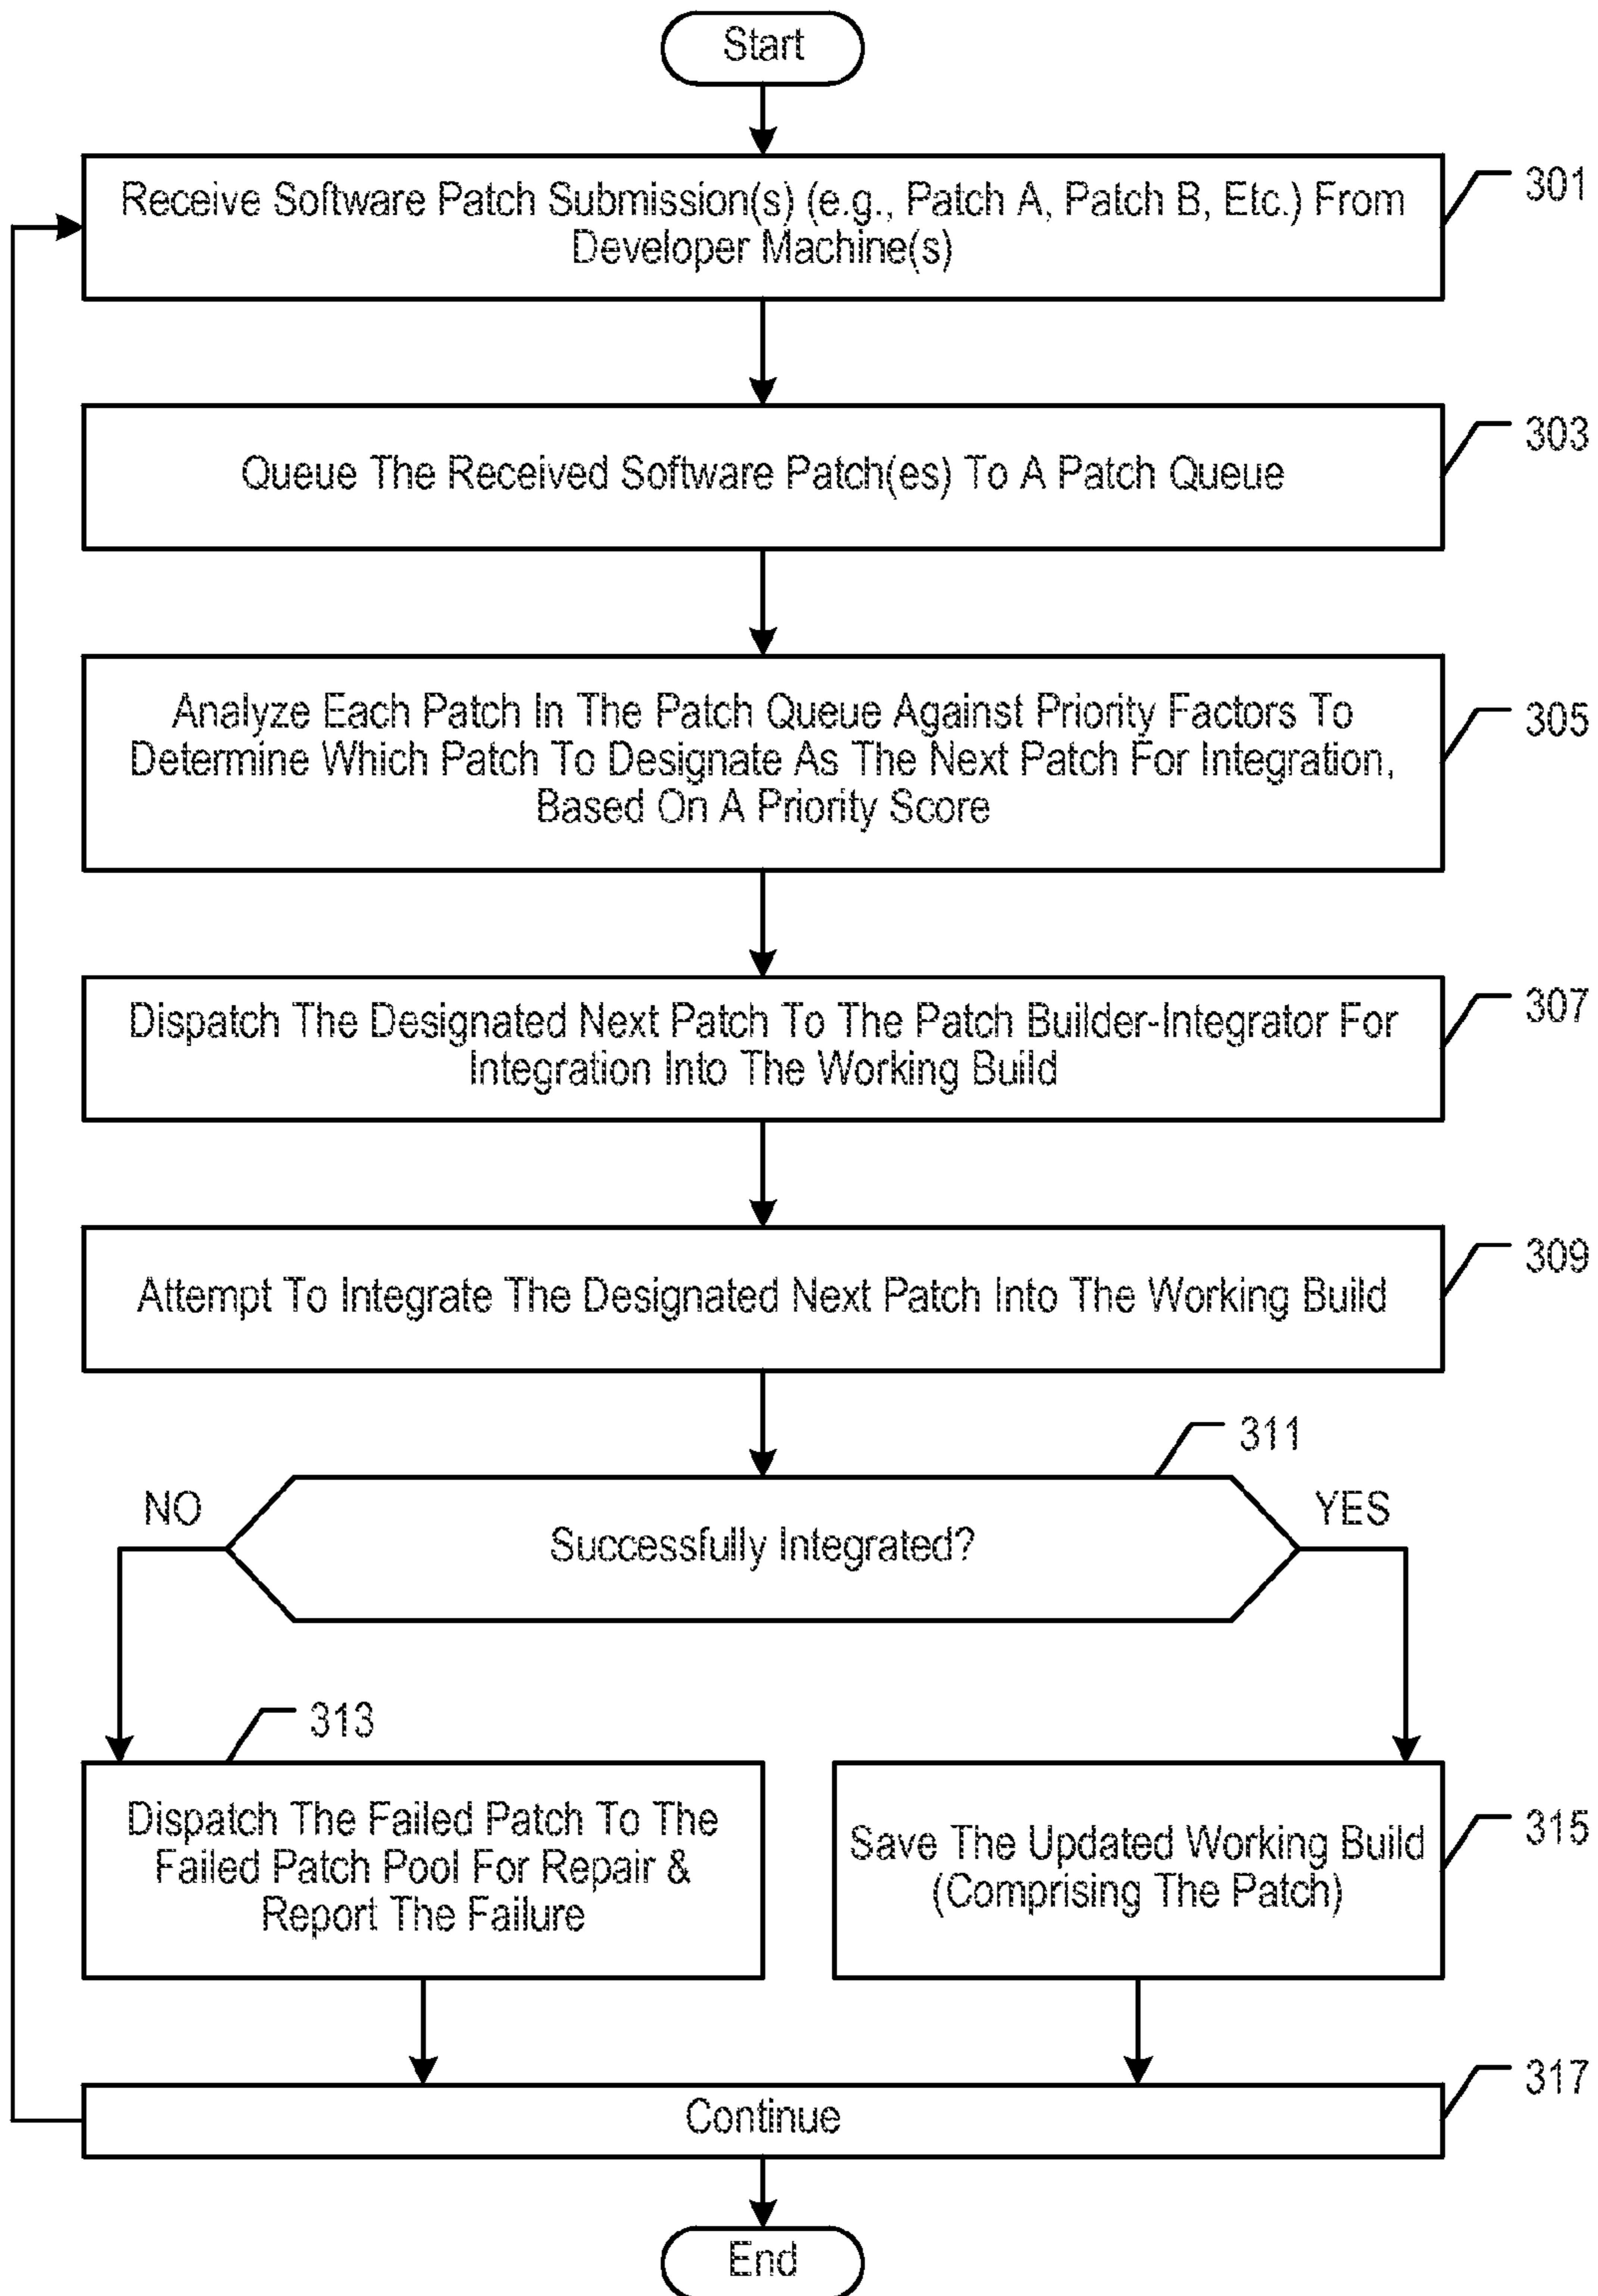 Start
Receive Software Patch Submission(s) (e.g., Patch A, Patch B, Etc.) From
Developer Machine(s)
301
Queue The Received Software Patch(es) To A Patch Queue
303
Analyze Each Patch In The Patch Queue Against Priority Factors To
Determine Which Patch To Designate As The Next Patch For Integration,
Based On A Priority Score
305
Dispatch The Designated Next Patch To The Patch Builder-Integrator For
Integration Into The Working Build
307
Attempt To Integrate The Designated Next Patch Into The Working Build
309
311
NO
Successfully Integrated?
YES
313
Dispatch The Failed Patch To The
Failed Patch Pool For Repair &
Report The Failure
Save The Updated Working Build
(Comprising The Patch)
315
Continue
317
End